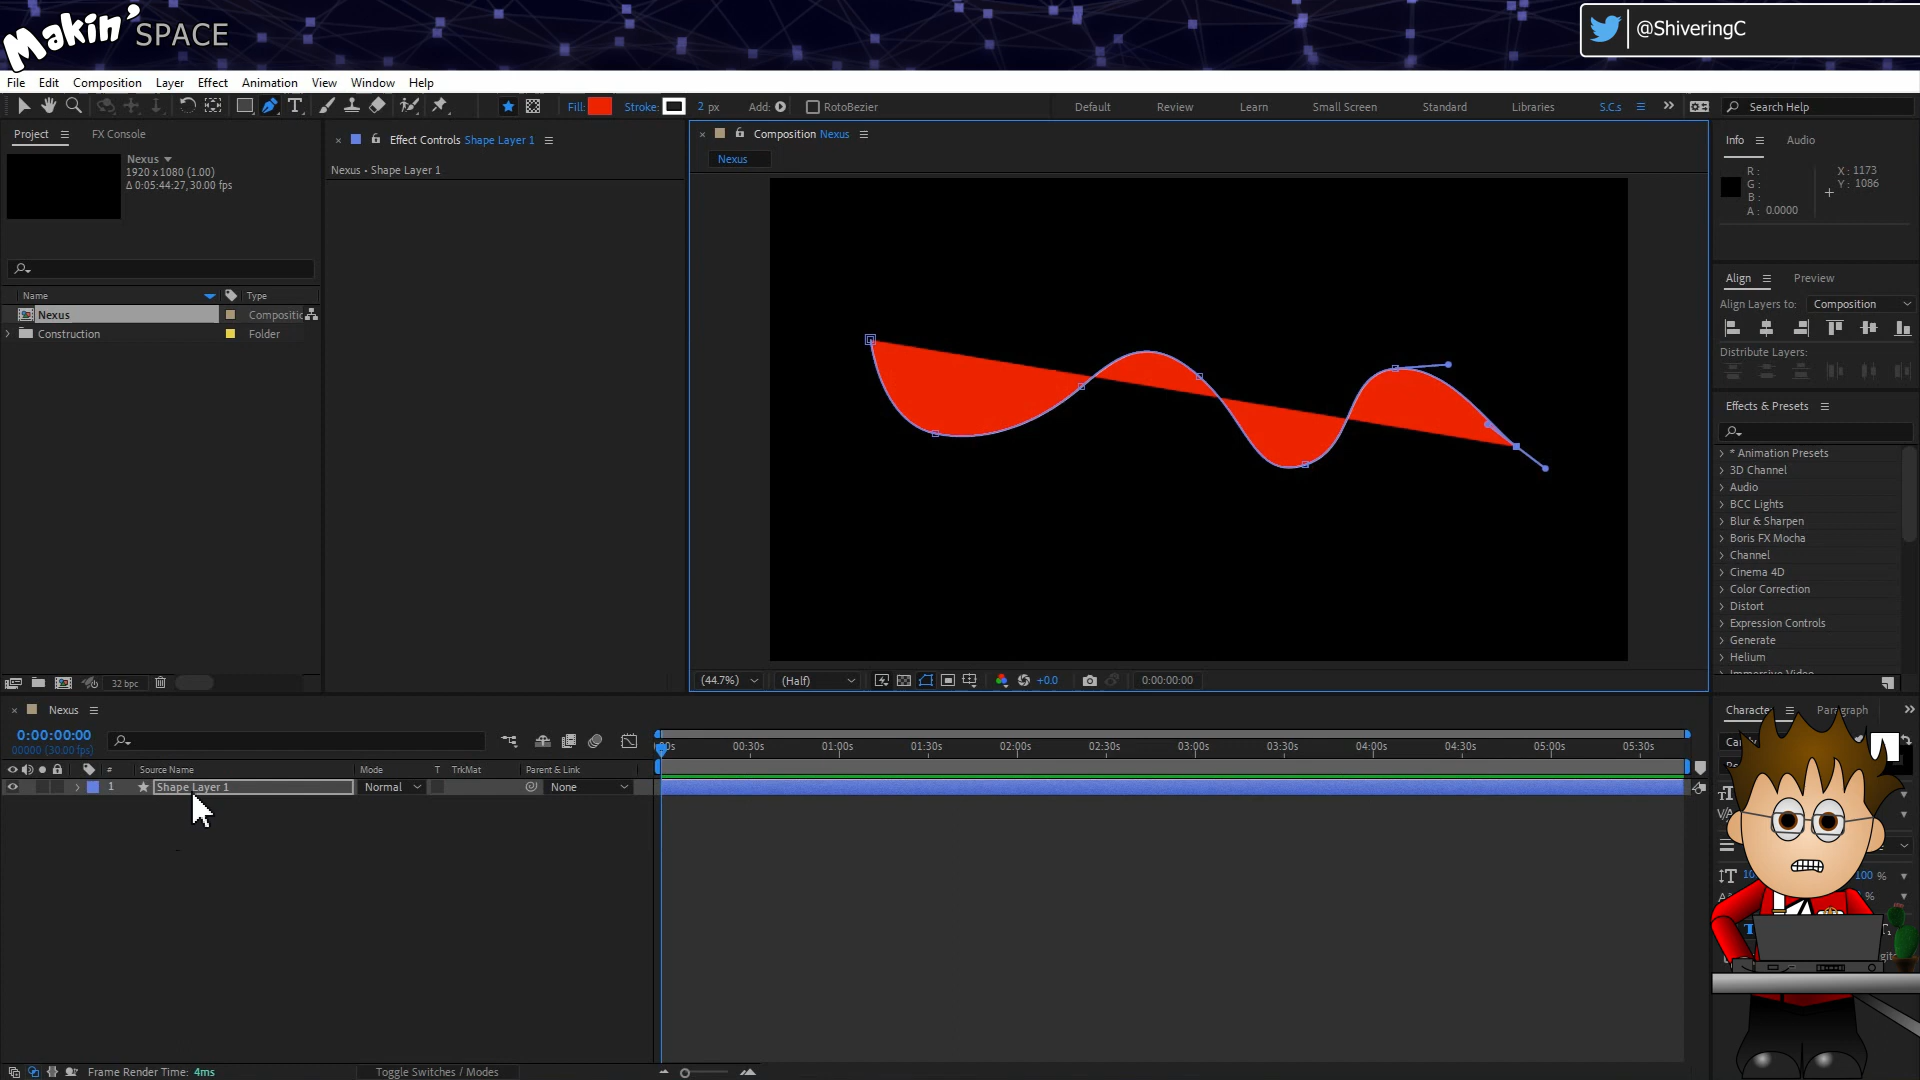 Makin' SPACE
@ShiveringC
File Edit Composition Layer Effect Animation View Window Help
Fill: Stroke: 2 px Add: RotoBezier Default Review Learn Small Screen Standard Libraries S.C.s Search Help
Project FX Console
Effect Controls Shape Layer 1
Composition Nexus
Info Audio
Nexus
1920 x 1080 (1.00)
Δ 0:05:44:27, 30.00 fps
Nexus • Shape Layer 1
Nexus
R :
G :
B :
A : 0.0000
X : 1173
Y : 1086
Align Preview
Align Layers to: Composition
Distribute Layers:
Name Type
Nexus Compositic
Construction Folder
Effects & Presets
* Animation Presets
3D Channel
Audio
BCC Lights
Blur & Sharpen
Boris FX Mocha
Channel
Cinema 4D
Color Correction
Distort
Expression Controls
Generate
Helium
Immersive Video
32 bpc
(44.7%) (Half) +0.0 0:00:00:00
Nexus
Character Paragraph
0:00:00:00
00000 (30.00 fps)
00s 00:30s 01:00s 01:30s 02:00s 02:30s 03:00s 03:30s 04:00s 04:30s 05:00s 05:30s
# Source Name Mode T TrkMat Parent & Link
1 Shape Layer 1 Normal None
100 %
%
Frame Render Time: 4ms Toggle Switches / Modes